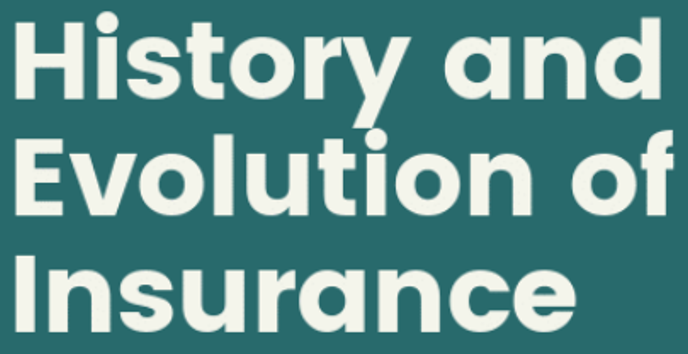 History and
Evolution of
Insurance